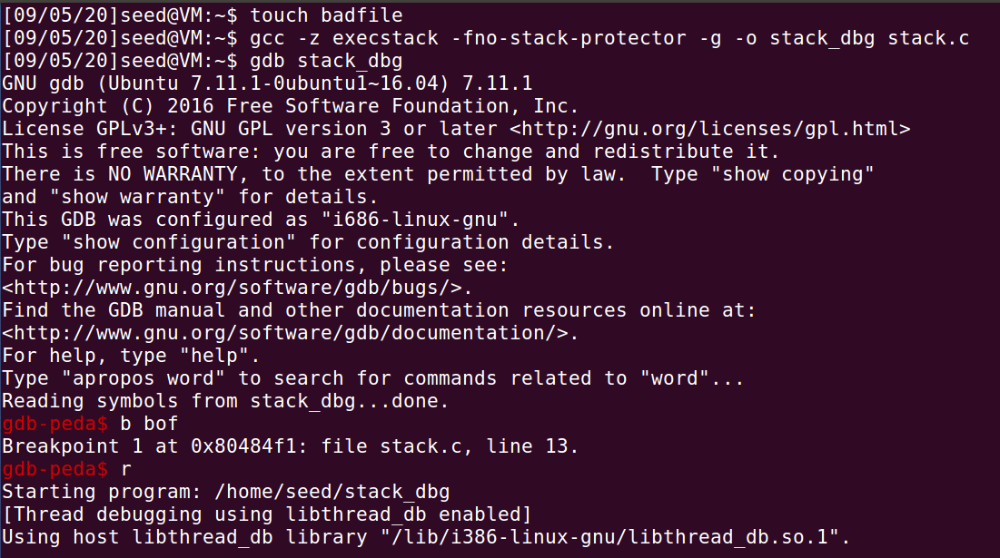 [09/05/20]seed@VM:~$ touch badfile
[09/05/20]seed@VM:~$ gcc -z execstack -fno-stack-protector -g -o stack_dbg stack.c
[09/05/20]seed@VM:~$ gdb stack_dbg
GNU gdb (Ubuntu 7.11.1-0ubuntu1~16.04) 7.11.1
Copyright (C) 2016 Free Software Foundation, Inc.
License GPLv3+: GNU GPL version 3 or later <http://gnu.org/licenses/gpl.html>
This is free software: you are free to change and redistribute it.
There is NO WARRANTY, to the extent permitted by law.  Type "show copying"
and "show warranty" for details.
This GDB was configured as "i686-linux-gnu".
Type "show configuration" for configuration details.
For bug reporting instructions, please see:
<http://www.gnu.org/software/gdb/bugs/>.
Find the GDB manual and other documentation resources online at:
<http://www.gnu.org/software/gdb/documentation/>.
For help, type "help".
Type "apropos word" to search for commands related to "word"...
Reading symbols from stack_dbg...done.
gdb-peda$ b bof
Breakpoint 1 at 0x80484f1: file stack.c, line 13.
gdb-peda$ r
Starting program: /home/seed/stack_dbg
[Thread debugging using libthread_db enabled]
Using host libthread_db library "/lib/i386-linux-gnu/libthread_db.so.1".